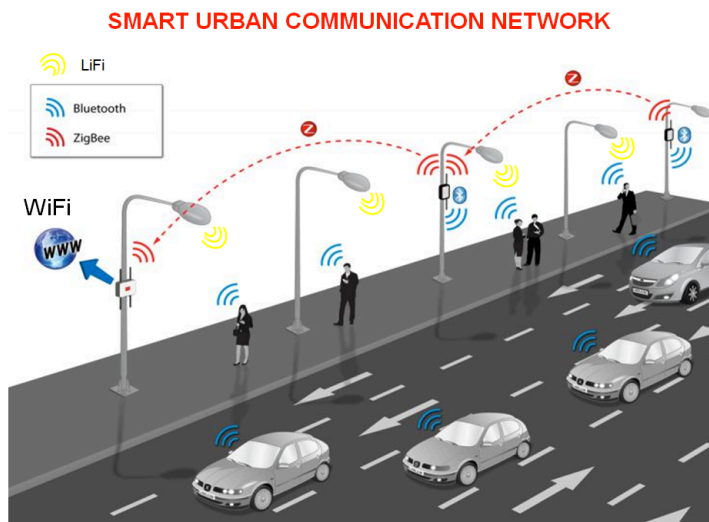 SMART URBAN COMMUNICATION NETWORK
LiFi
Bluetooth
ZigBee
Z
Z
WiFi
WWW